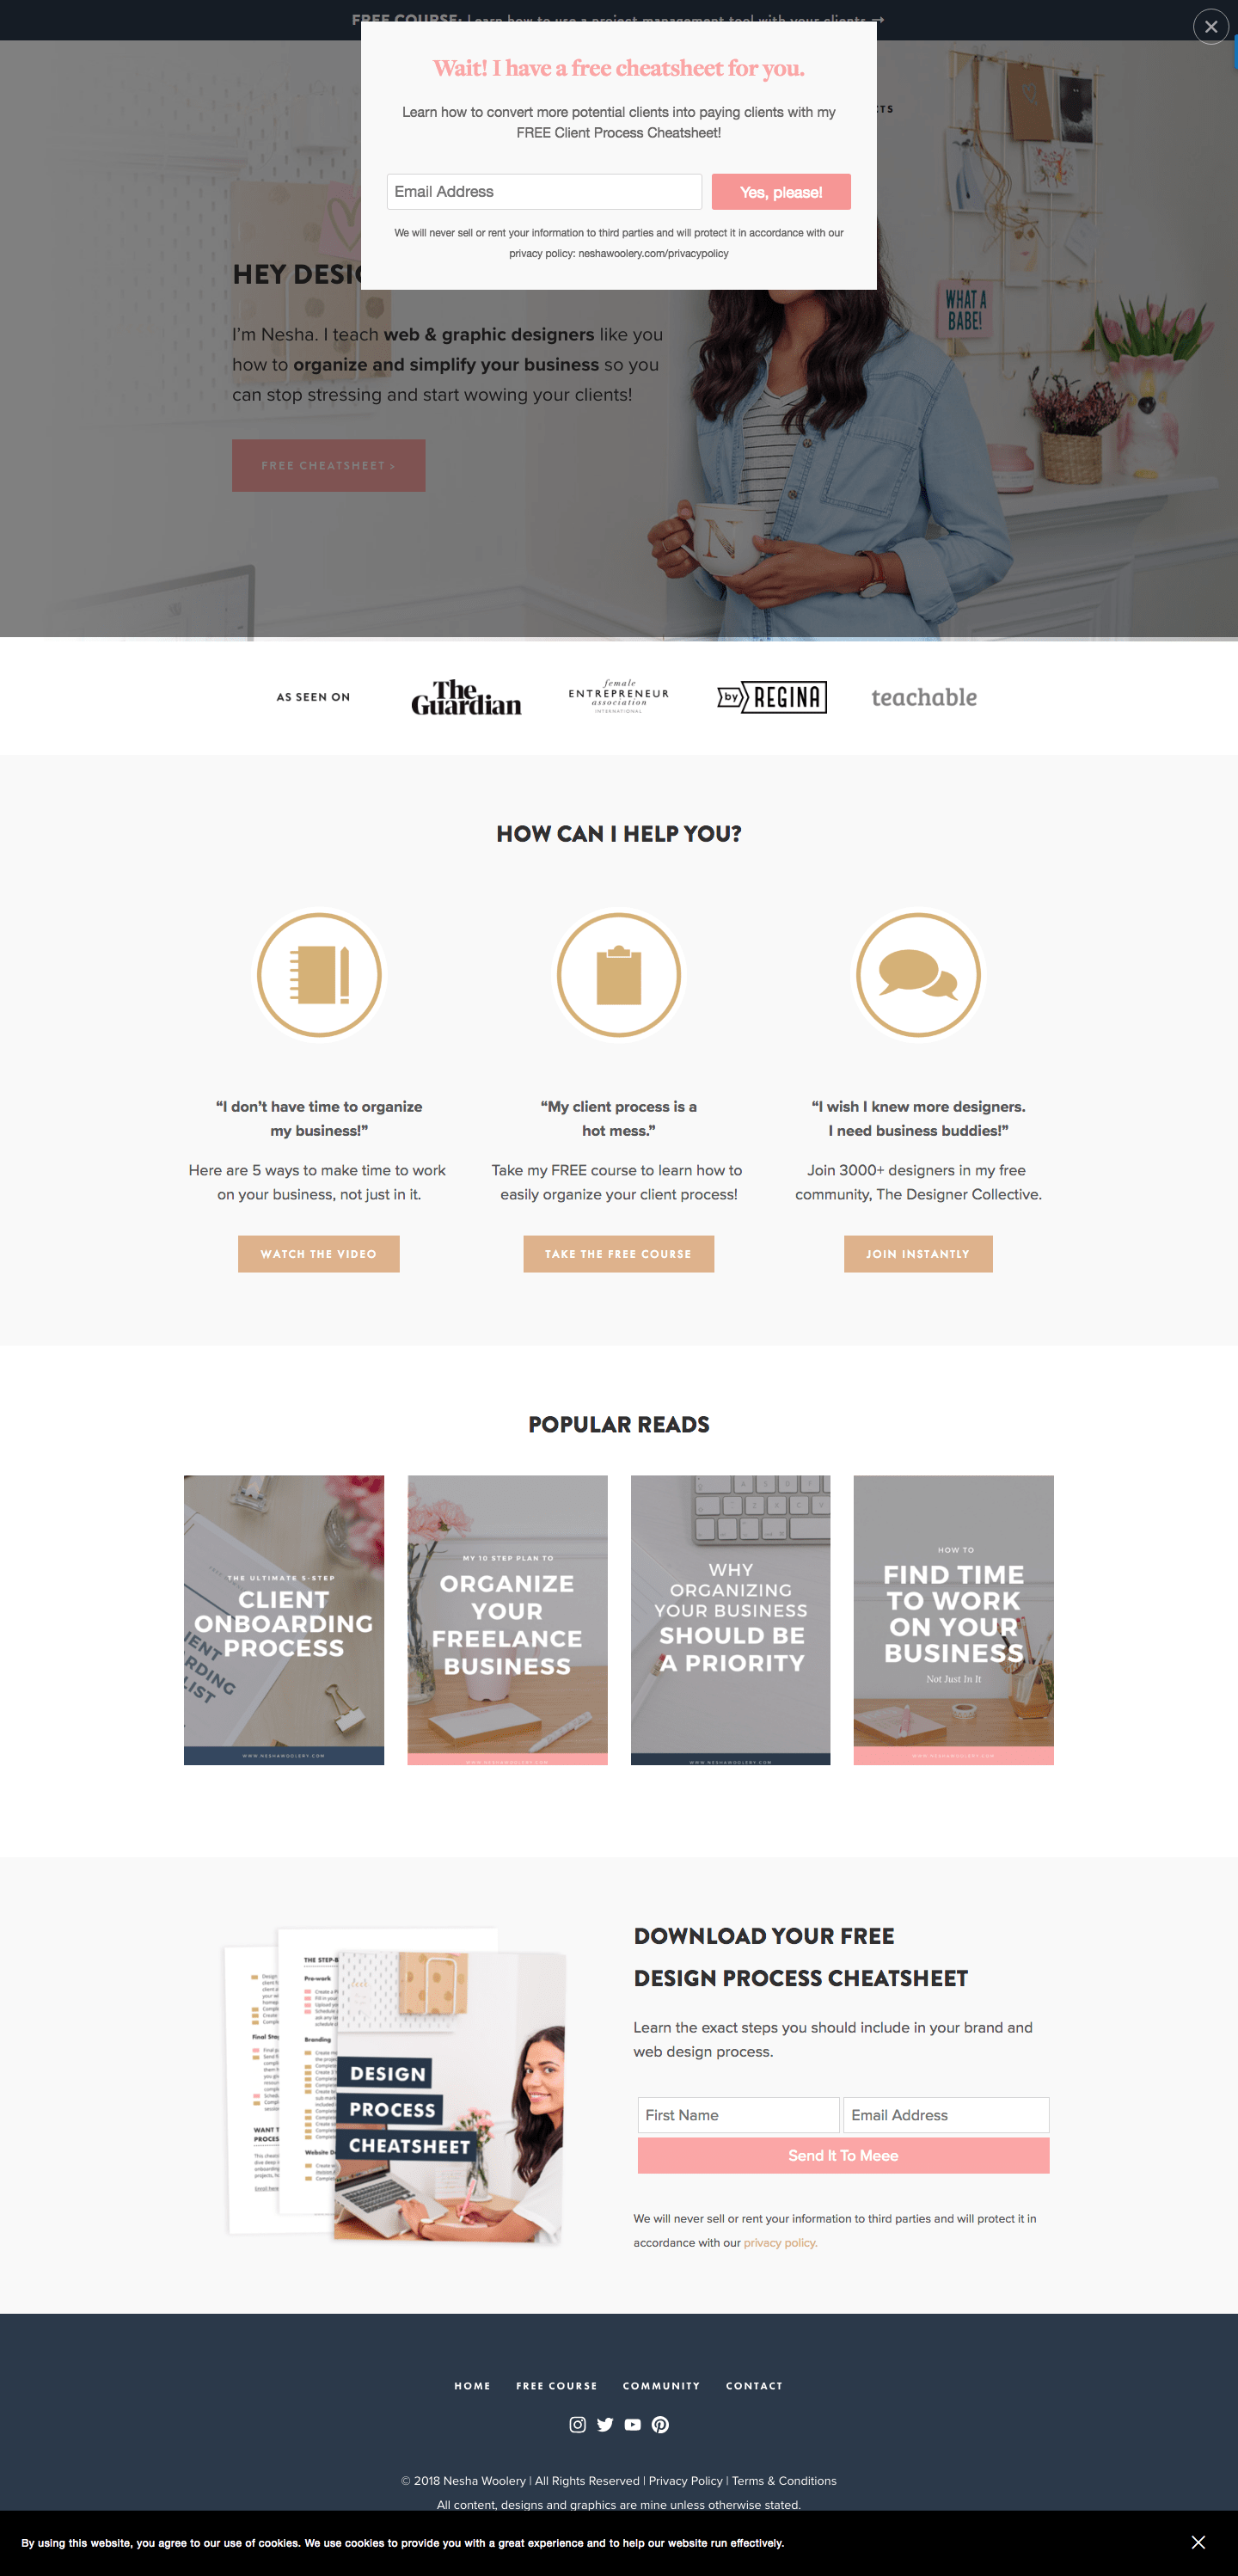 FREE COURSE: Learn how to use a project management tool with your clients →
Wait! I have a free cheatsheet for you.
Learn how to convert more potential clients into paying clients with my
FREE Client Process Cheatsheet!
Email Address
Yes, please!
We will never sell or rent your information to third parties and will protect it in accordance with our
privacy policy: neshawoolery.com/privacypolicy
HEY DESI
I'm Nesha. I teach web & graphic designers like you
how to organize and simplify your business so you
can stop stressing and start wowing your clients!
FREE CHEATSHEET >
WHAT A
BABE!
N
AS SEEN ON
The
Guardian
female
ENTREPRENEUR
association
INTERNATIONAL
by REGINA
teachable
HOW CAN I HELP YOU?
“I don’t have time to organize
my business!”
Here are 5 ways to make time to work
on your business, not just in it.
WATCH THE VIDEO
“My client process is a
hot mess.”
Take my FREE course to learn how to
easily organize your client process!
TAKE THE FREE COURSE
“I wish I knew more designers.
I need business buddies!”
Join 3000+ designers in my free
community, The Designer Collective.
JOIN INSTANTLY
POPULAR READS
THE ULTIMATE 5-STEP
CLIENT
ONBOARDING
PROCESS
WWW.NESHAWOOLERY.COM
MY 10 STEP PLAN TO
ORGANIZE
YOUR
FREELANCE
BUSINESS
WWW.NESHAWOOLERY.COM
WHY
ORGANIZING
YOUR BUSINESS
SHOULD BE
A PRIORITY
WWW.NESHAWOOLERY.COM
HOW TO
FIND TIME
TO WORK
ON YOUR
BUSINESS
Not Just In It
WWW.NESHAWOOLERY.COM
THE STEP-B
Pre-work
Branding
Final Step
WANT T
PROCES
Website D
DESIGN
PROCESS
CHEATSHEET
DOWNLOAD YOUR FREE
DESIGN PROCESS CHEATSHEET
Learn the exact steps you should include in your brand and
web design process.
First Name
Email Address
Send It To Meee
We will never sell or rent your information to third parties and will protect it in
accordance with our privacy policy.
HOME FREE COURSE COMMUNITY CONTACT
© 2018 Nesha Woolery | All Rights Reserved | Privacy Policy | Terms & Conditions
All content, designs and graphics are mine unless otherwise stated.
By using this website, you agree to our use of cookies. We use cookies to provide you with a great experience and to help our website run effectively.